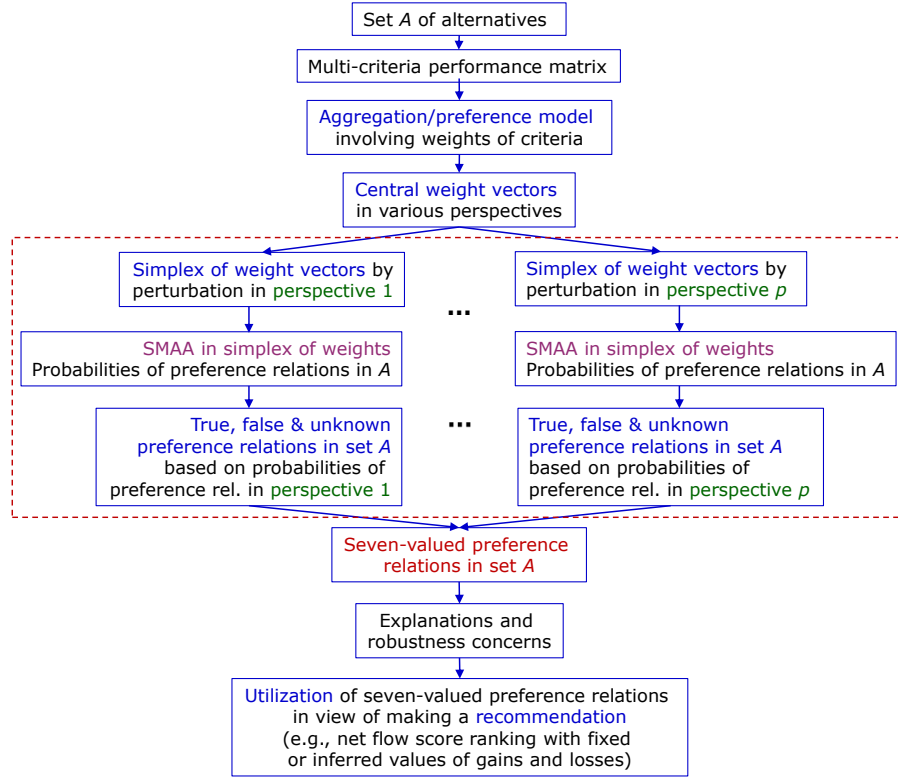 Set A of alternatives
Multi-criteria performance matrix
Aggregation/preference model
involving weights of criteria
Central weight vectors
in various perspectives
Simplex of weight vectors by
perturbation in perspective 1
...
Simplex of weight vectors by
perturbation in perspective p
SMAA in simplex of weights
Probabilities of preference relations in A
SMAA in simplex of weights
Probabilities of preference relations in A
True, false & unknown
preference relations in set A
based on probabilities of
preference rel. in perspective 1
...
True, false & unknown
preference relations in set A
based on probabilities of
preference rel. in perspective p
Seven-valued preference
relations in set A
Explanations and
robustness concerns
Utilization of seven-valued preference relations
in view of making a recommendation
(e.g., net flow score ranking with fixed
or inferred values of gains and losses)